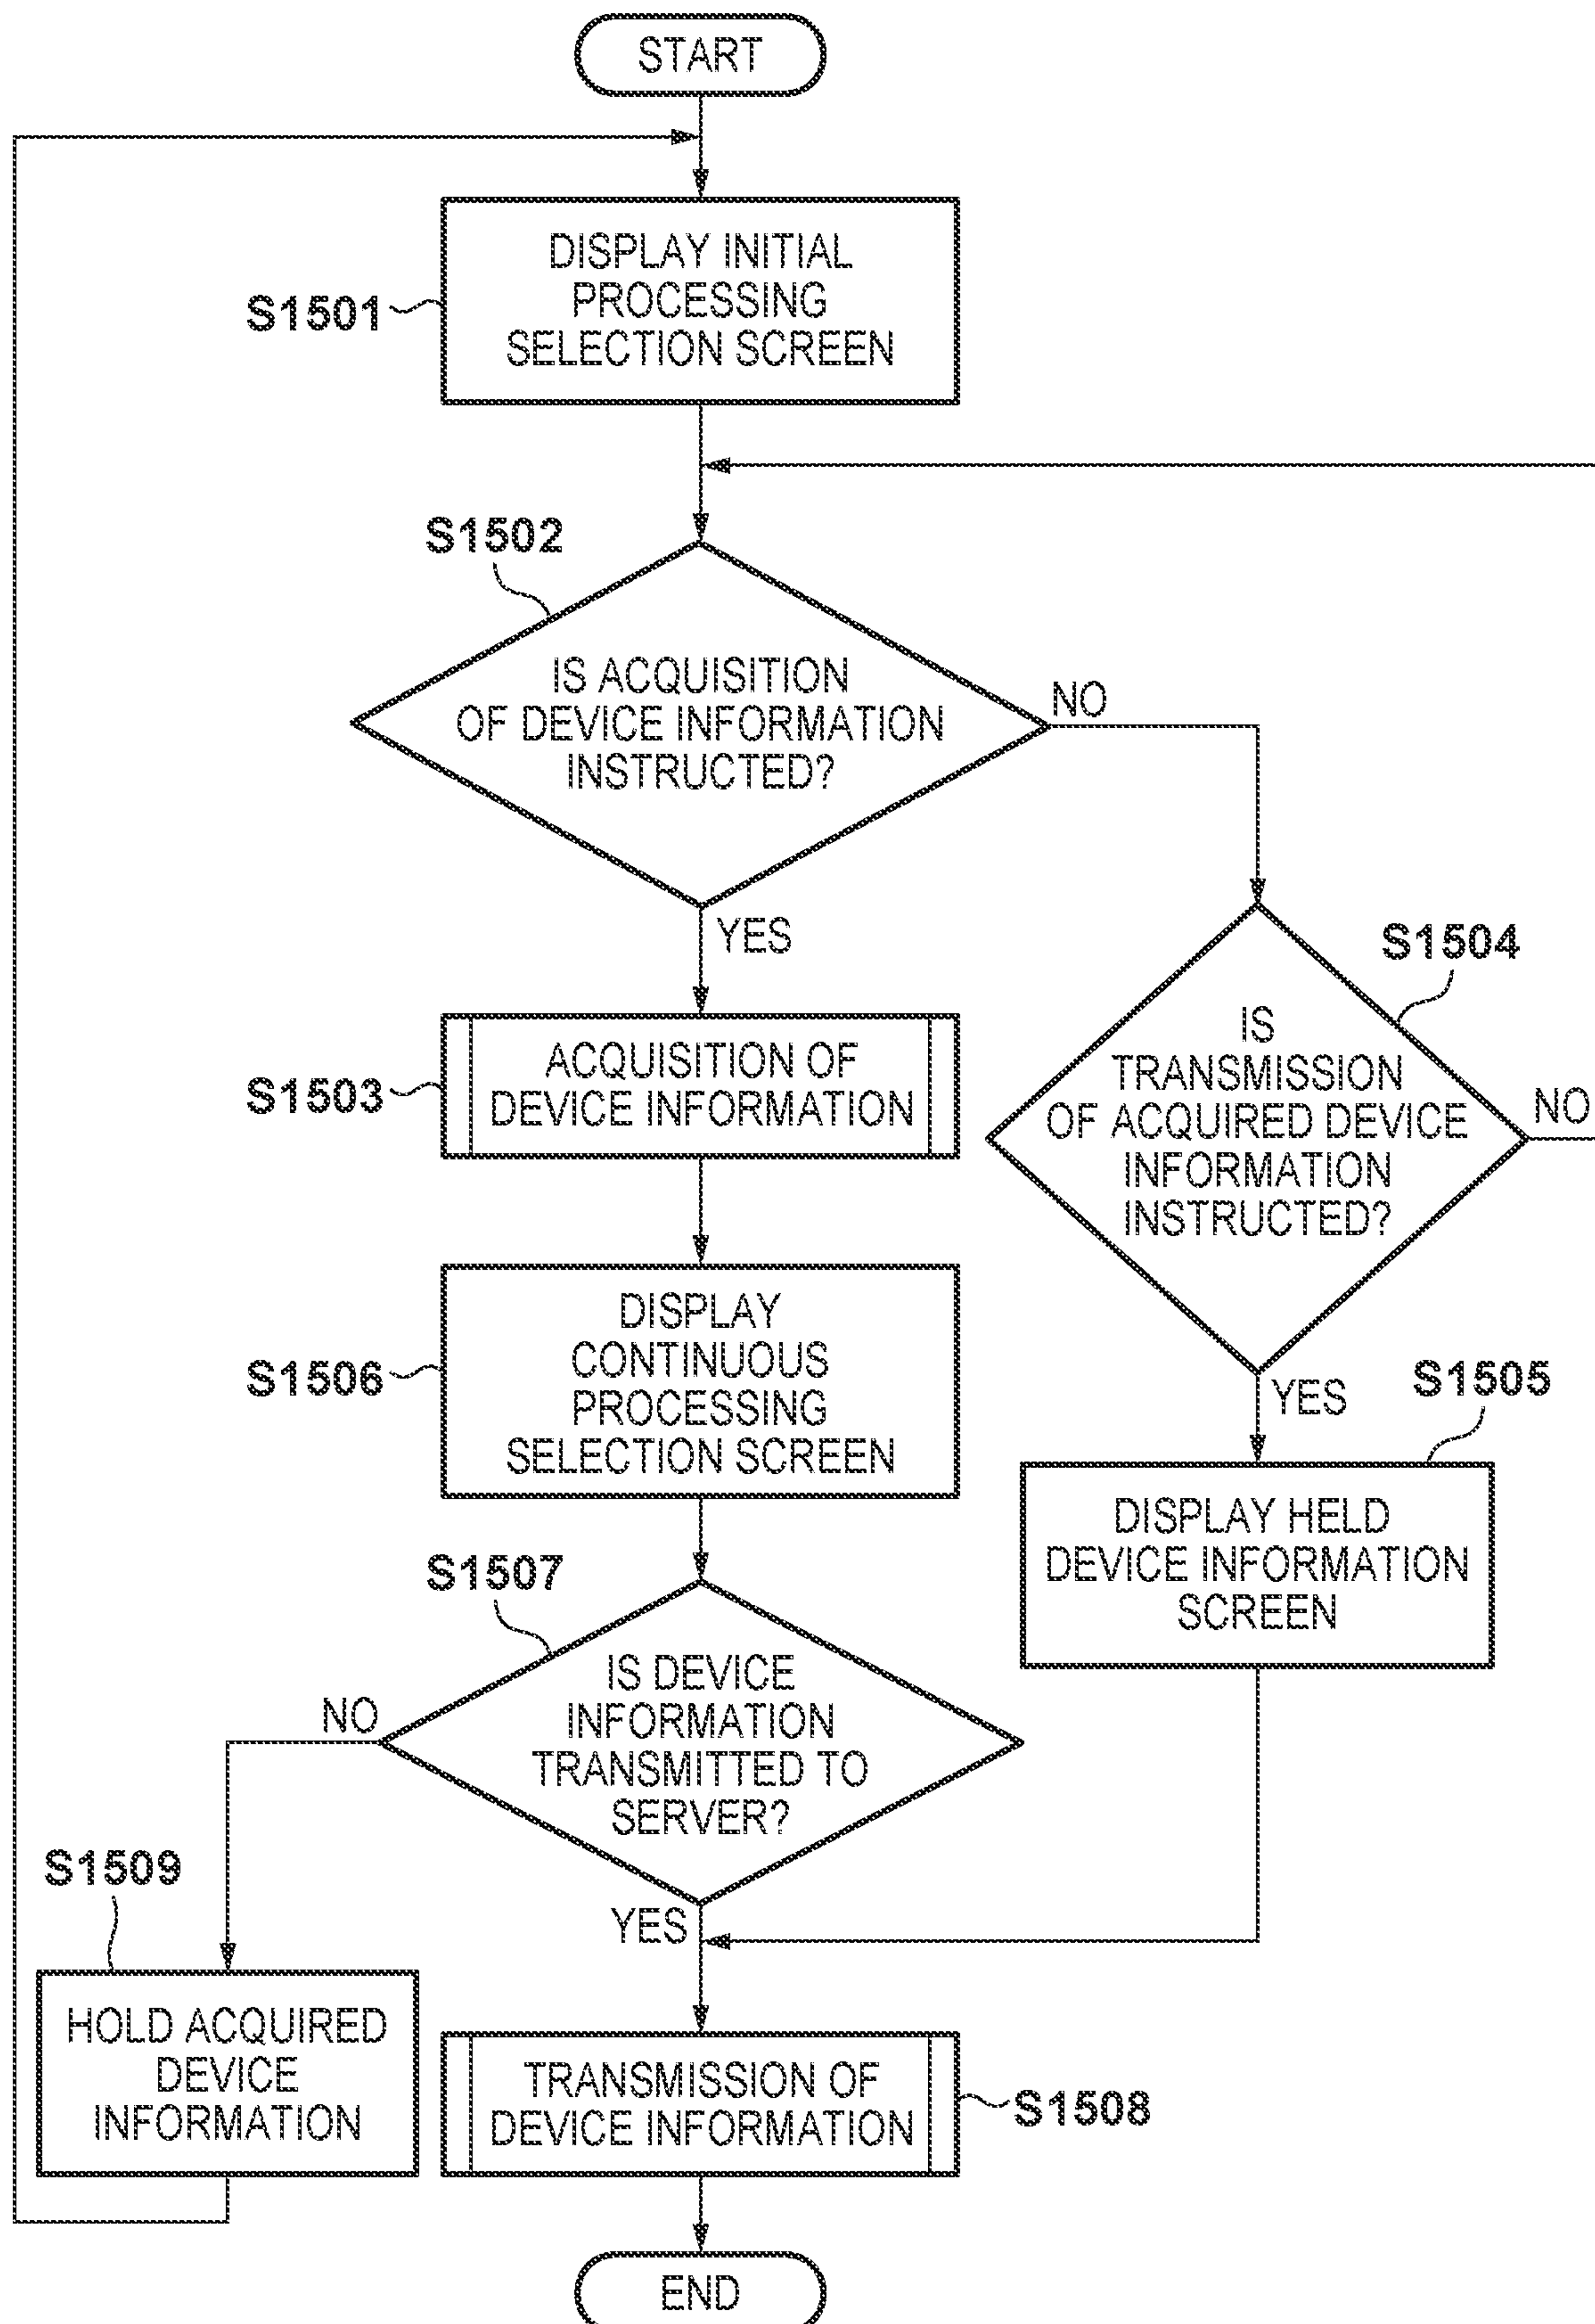 START
DISPLAY INITIAL
PROCESSING
SELECTION SCREEN
S1501
S1502
IS ACQUISITION
OF DEVICE INFORMATION
INSTRUCTED?
NO
YES
S1504
IS
TRANSMISSION
OF ACQUIRED DEVICE
INFORMATION
INSTRUCTED?
NO
YES
S1503
ACQUISITION OF
DEVICE INFORMATION
S1506
DISPLAY
CONTINUOUS
PROCESSING
SELECTION SCREEN
S1505
DISPLAY HELD
DEVICE INFORMATION
SCREEN
S1507
IS DEVICE
INFORMATION
TRANSMITTED TO
SERVER?
NO
YES
S1509
HOLD ACQUIRED
DEVICE
INFORMATION
TRANSMISSION OF
DEVICE INFORMATION
S1508
END